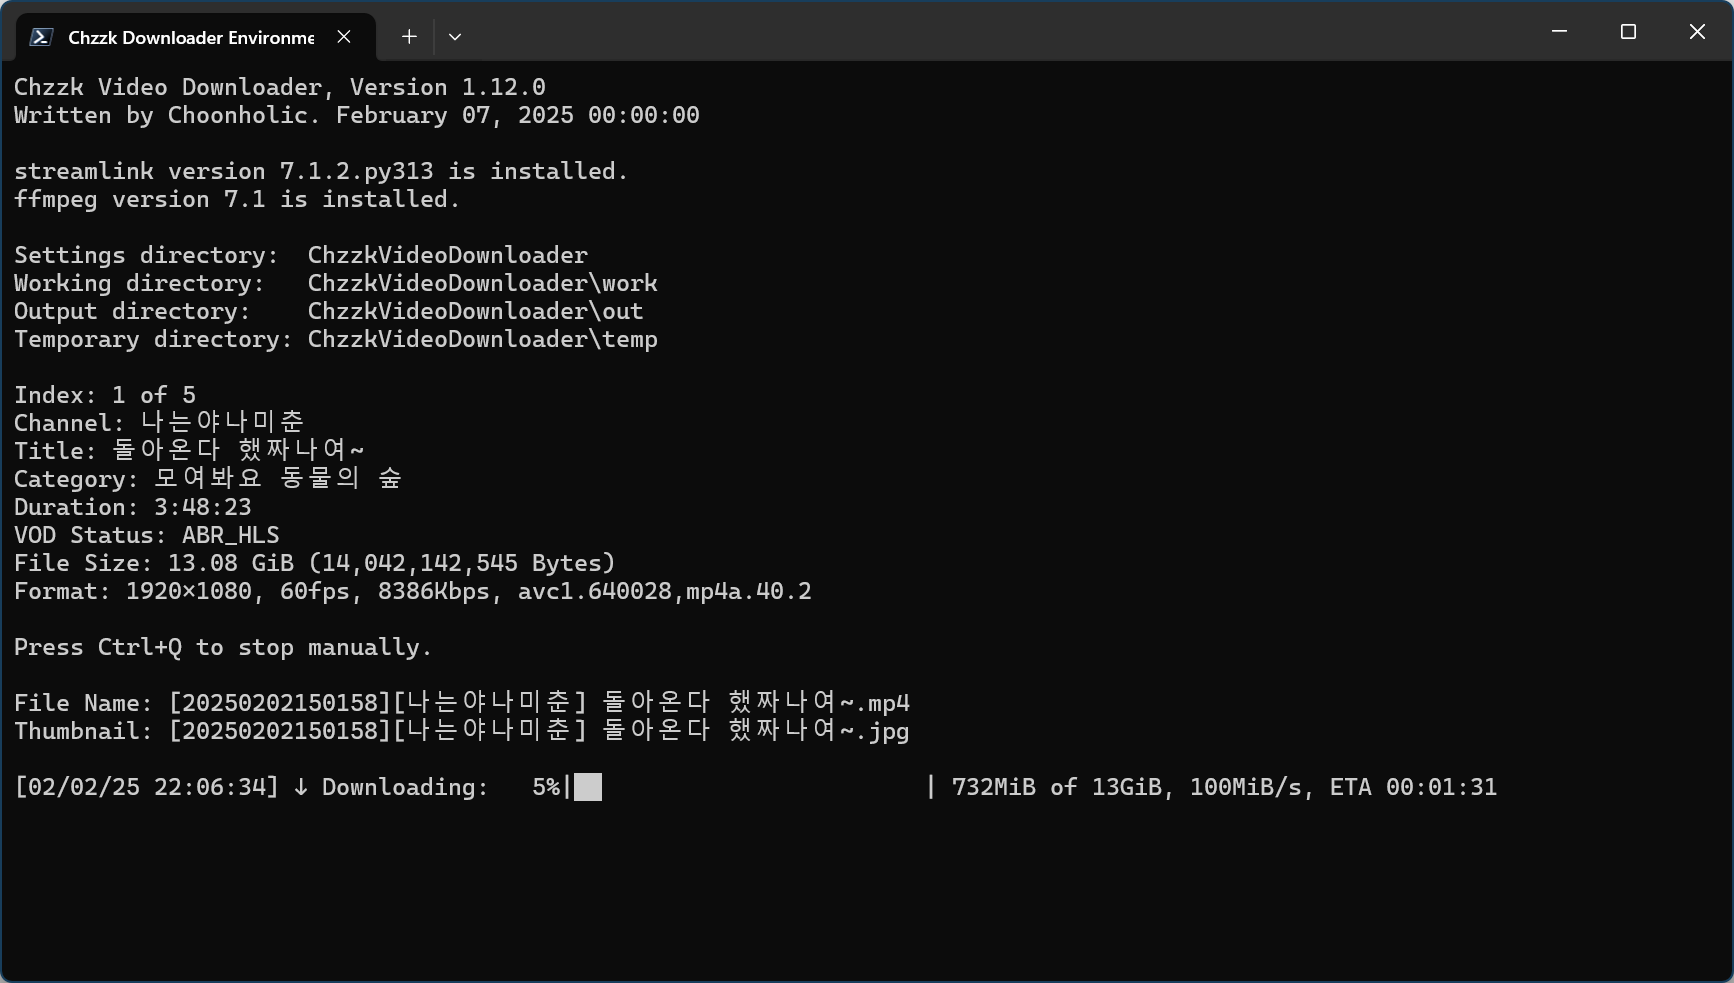 Chzzk Downloader Environme
Chzzk Video Downloader, Version 1.12.0
Written by Choonholic. February 07, 2025 00:00:00
streamlink version 7.1.2.py313 is installed.
ffmpeg version 7.1 is installed.
Settings directory:  ChzzkVideoDownloader
Working directory:   ChzzkVideoDownloader\work
Output directory:    ChzzkVideoDownloader\out
Temporary directory: ChzzkVideoDownloader\temp
Index: 1 of 5
Channel: 나는야나미춘
Title: 돌아온다 했짜나여~
Category: 모여봐요 동물의 숲
Duration: 3:48:23
VOD Status: ABR_HLS
File Size: 13.08 GiB (14,042,142,545 Bytes)
Format: 1920×1080, 60fps, 8386Kbps, avc1.640028,mp4a.40.2
Press Ctrl+Q to stop manually.
File Name: [20250202150158][나는야나미춘] 돌아온다 했짜나여~.mp4
Thumbnail: [20250202150158][나는야나미춘] 돌아온다 했짜나여~.jpg
[02/02/25 22:06:34] ↓ Downloading:   5%|██                       | 732MiB of 13GiB, 100MiB/s, ETA 00:01:31